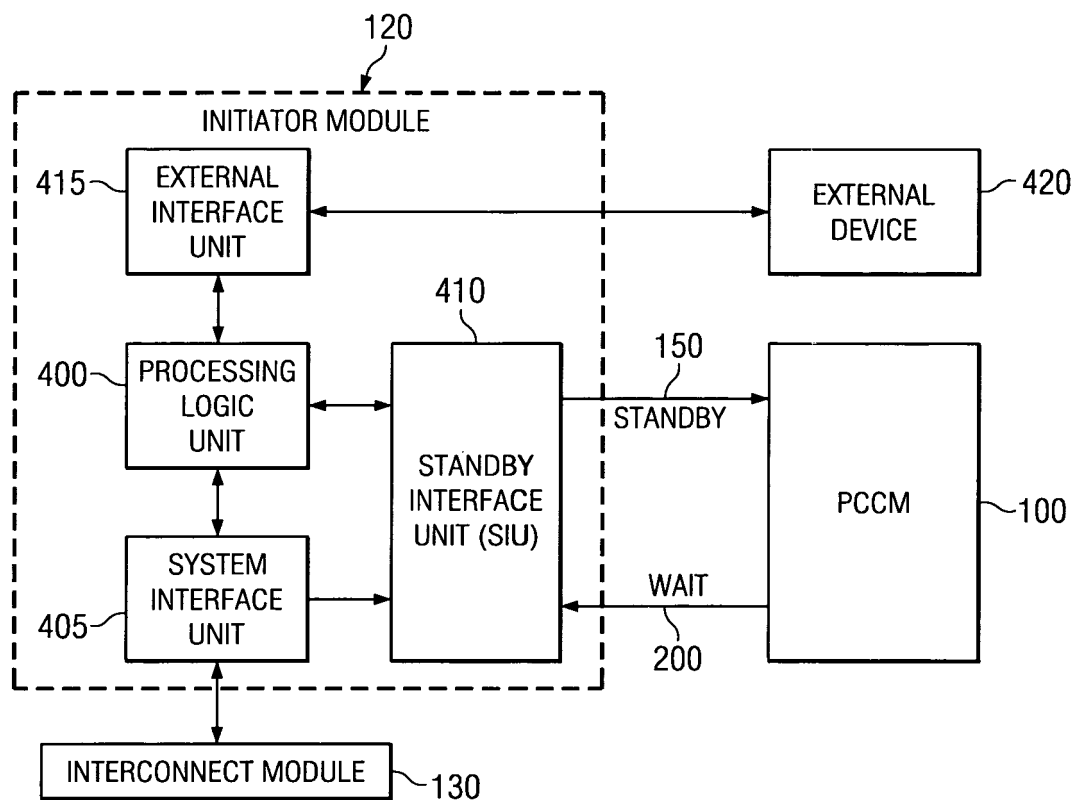 120
INITIATOR MODULE
415
EXTERNAL
INTERFACE
UNIT
EXTERNAL
DEVICE
420
410
400
PROCESSING
LOGIC
UNIT
150
STANDBY
STANDBY
INTERFACE
UNIT (SIU)
PCCM
100
405
SYSTEM
INTERFACE
UNIT
WAIT
200
INTERCONNECT MODULE
130